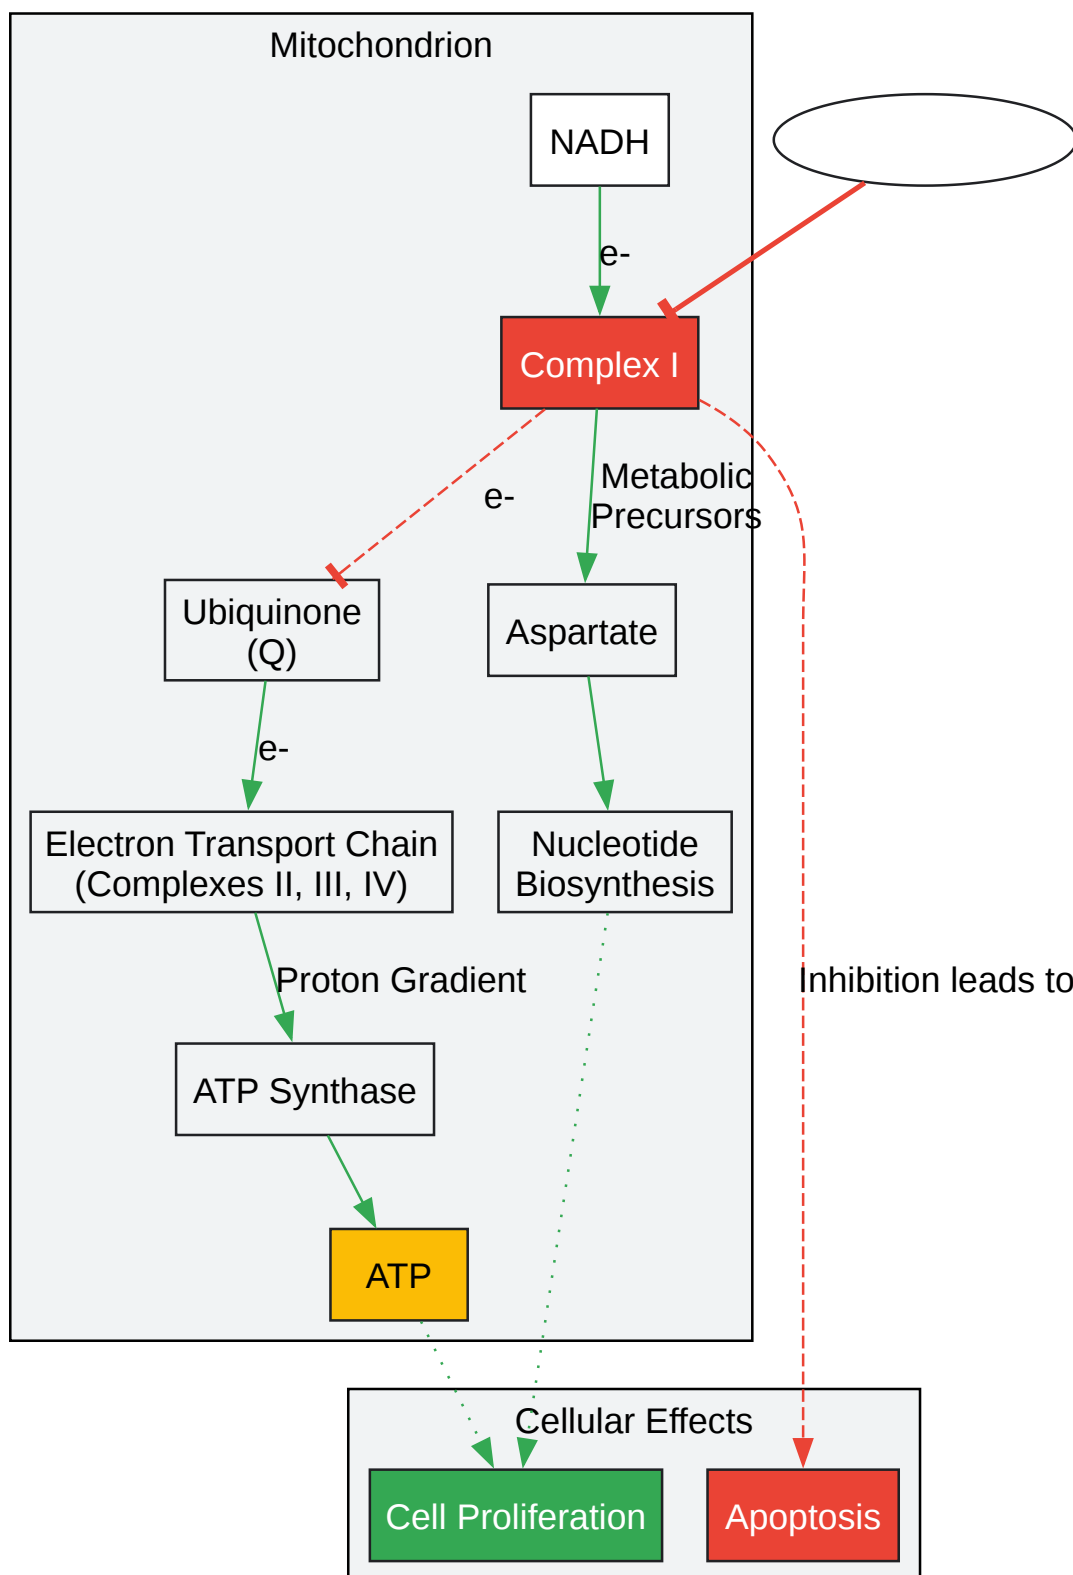 Mitochondrion
NADH
e-
Complex I
Metabolic
Precursors
e-
Ubiquinone
(Q)
Aspartate
e-
Electron Transport Chain
(Complexes II, III, IV)
Nucleotide
Biosynthesis
Proton Gradient
Inhibition leads to
ATP Synthase
ATP
Cellular Effects
Cell Proliferation
Apoptosis